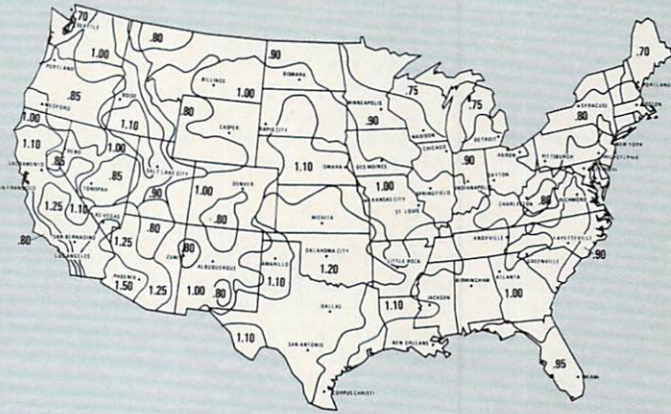 .70
SEATTLE
1.00
.80
.90
.70
PORTLAND
BILLINGS
1.00
BISMARK
.75
.75
PORTLAND
.85
BOISE
MINNEAPOLIS
SYRACUSE
.80
MEDFORD
1.00
.80
CASPER
RAPID CITY
.90
MADISON
DETROIT
1.10
1.10
CHICAGO
NEW YORK
RENO
1.00
1.10
OMAHA
DES MOINES
.90
AKRON
PITTSBURGH
PHILADELPHIA
SACRAMENTO
.85
.85
SALT LAKE CITY
DENVER
1.00
DAYTON
SAN FRANCISCO
TONOPAH
.90
1.00
KANSAS CITY
SPRINGFIELD
INDIANAPOLIS
CHARLESTON
.80
RICHMOND
1.25
1.10
.80
WICHITA
ST. LOUIS
LAS VEGAS
.80
KNOXVILLE
FAYETTEVILLE
.80
SAN BERNADINO
1.25
ZUNI
.80
ALBUQUERQUE
AMARILLO
OKLAHOMA CITY
LITTLE ROCK
GREENVILLE
.90
LOS ANGELES
PHOENIX
1.50
1.25
1.00
.80
1.10
1.20
BIRMINGHAM
ATLANTA
1.00
DALLAS
1.10
JACKSON
1.10
SAN ANTONIO
NEW ORLEANS
.95
MIAMI
CORPUS CHRISTI